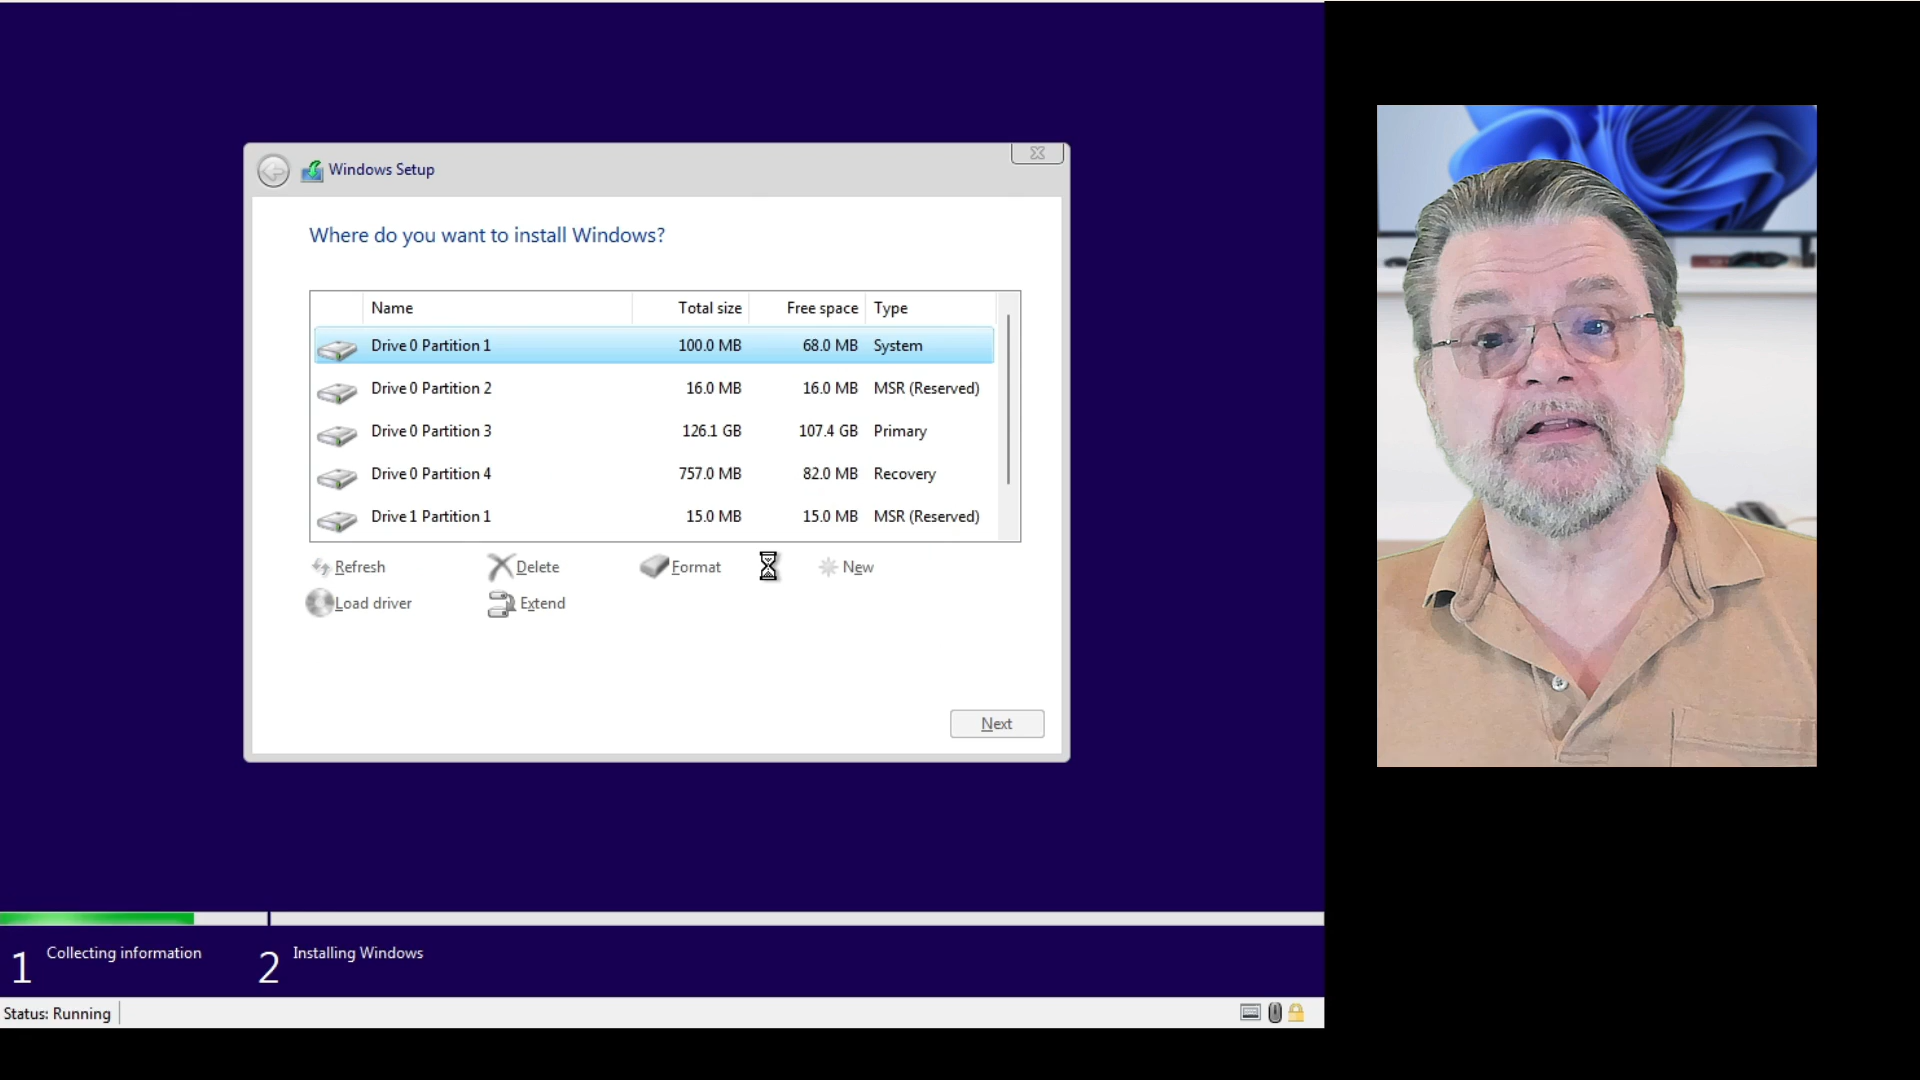 Windows Setup
Where do you want to install Windows?
Name Total size Free space Type
Drive 0 Partition 1 100.0 MB 68.0 MB System
Drive 0 Partition 2 16.0 MB 16.0 MB MSR (Reserved)
Drive 0 Partition 3 126.1 GB 107.4 GB Primary
Drive 0 Partition 4 757.0 MB 82.0 MB Recovery
Drive 1 Partition 1 15.0 MB 15.0 MB MSR (Reserved)
Refresh Delete Format New
Load driver Extend
Next
1 Collecting information 2 Installing Windows
Status: Running